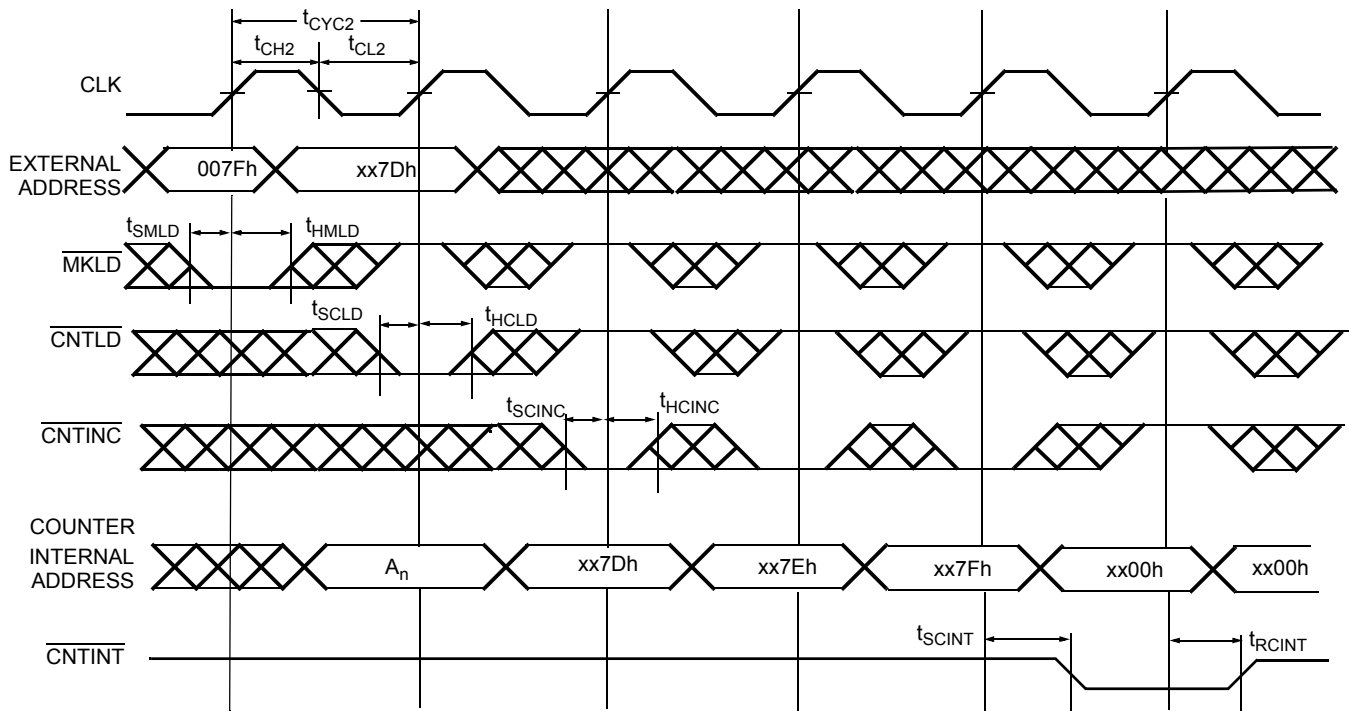 tCYC2
tCH2
tCL2
CLK
EXTERNAL
ADDRESS
007Fh
xx7Dh
tSMLD
tHMLD
MKLD
tSCLD
tHCLD
CNTLD
tSCINC
tHCINC
CNTINC
COUNTER
INTERNAL
ADDRESS
An
xx7Dh
xx7Eh
xx7Fh
xx00h
xx00h
tSCINT
tRCINT
CNTINT